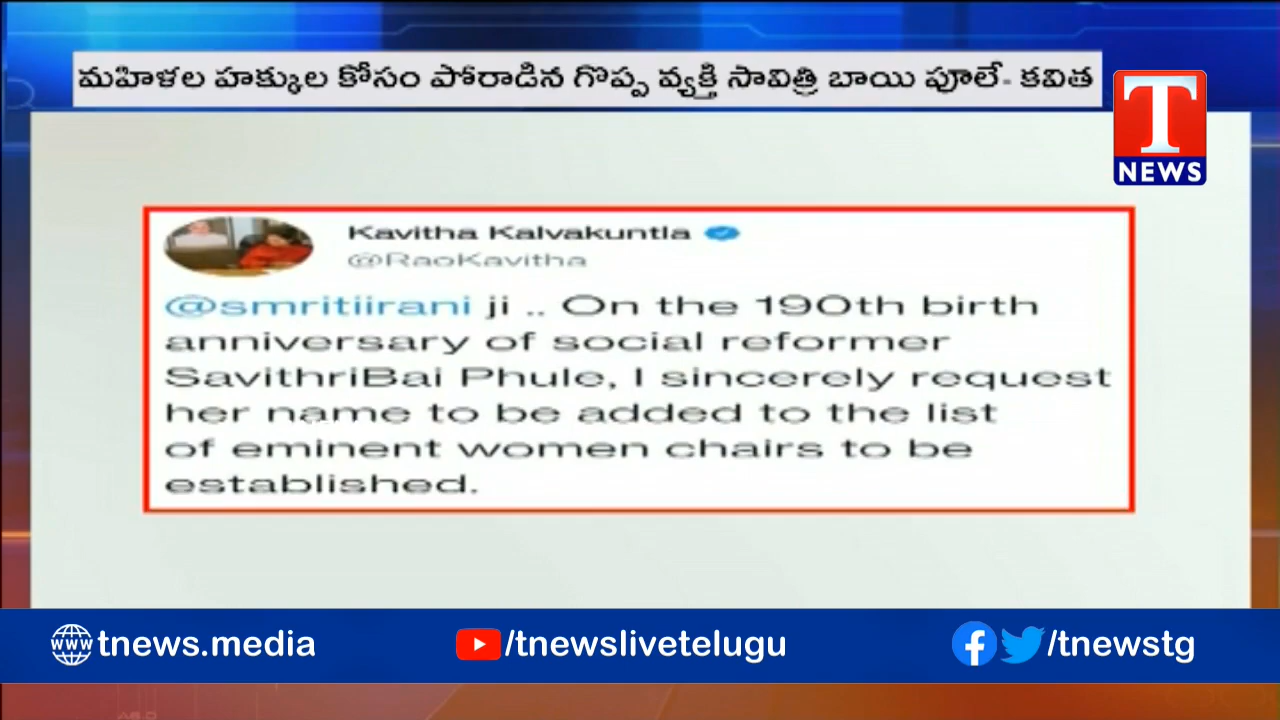 మహిళల హక్కుల కోసం పోరాడిన గొప్ప వ్యక్తి సావిత్రి బాయి పూలే- కవిత
T
NEWS
Kavitha Kalvakuntla
@RaoKavitha
@smritiirani ji .. On the 190th birth
anniversary of social reformer
SavithriBai Phule, I sincerely request
her name to be added to the list
of eminent women chairs to be
established.
www tnews.media
/tnewslivetelugu
/tnewstg